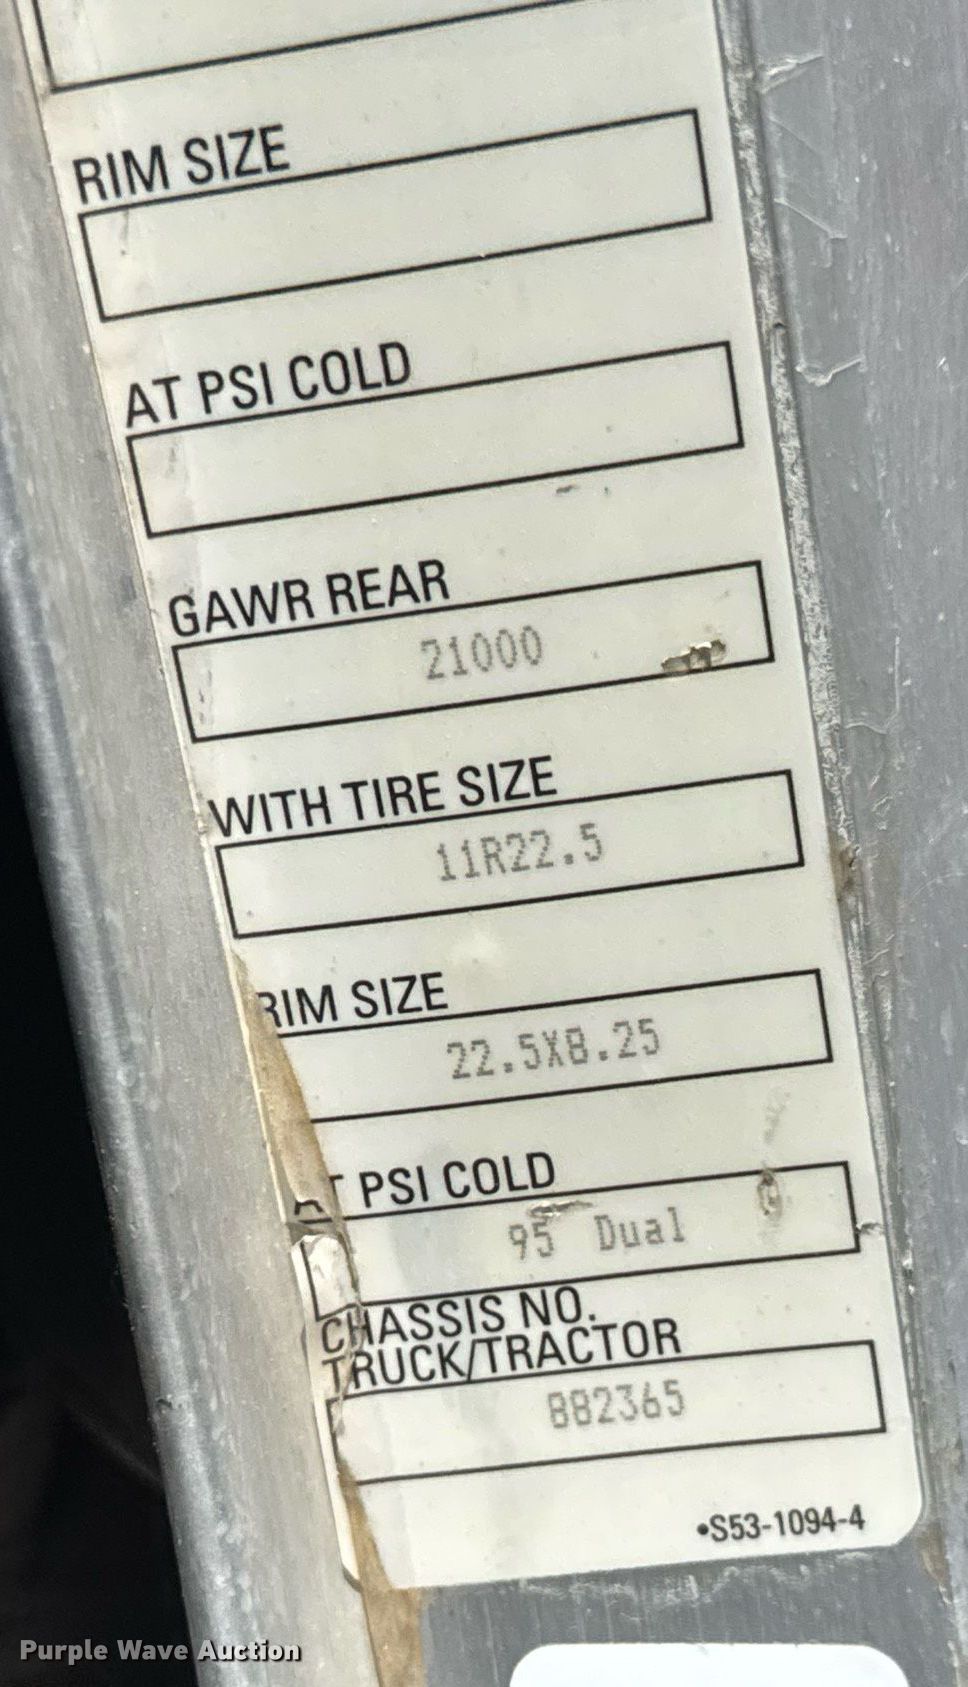 RIM SIZE
AT PSI COLD
GAWR REAR
21000
WITH TIRE SIZE
11R22.5
RIM SIZE
22.5X8.25
AT PSI COLD
95 Dual
CHASSIS NO.
TRUCK/TRACTOR
882365
•S53-1094-4
Purple Wave Auction